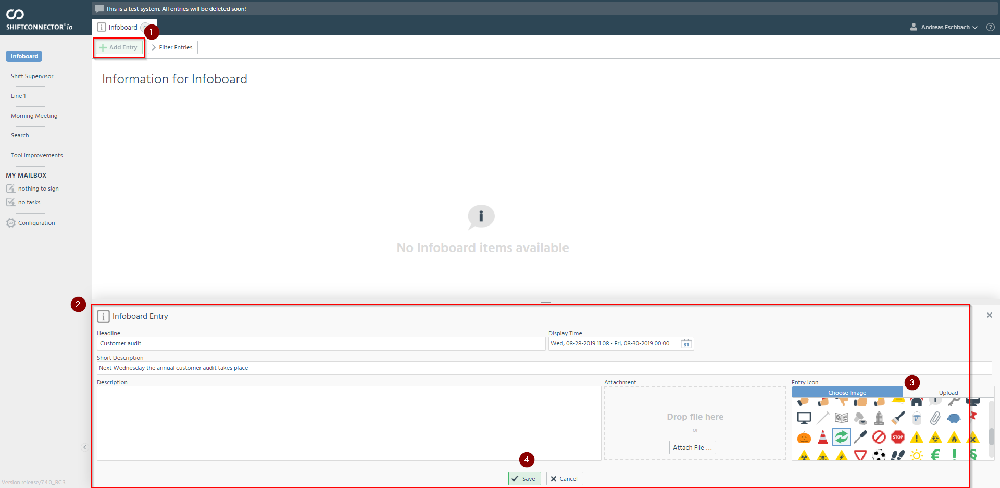 This is a test system. All entries will be deleted soon!
SHIFTCONNECTOR® io
Infoboard
1
Andreas Eschbach
?
Add Entry
Filter Entries
Infoboard
Shift Supervisor
Line 1
Morning Meeting
Search
Tool improvements
MY MAILBOX
nothing to sign
no tasks
Configuration
Information for Infoboard
i
No Infoboard items available
2
i Infoboard Entry
Headline
Customer audit
Display Time
Wed, 08-28-2019 11:08 - Fri, 08-30-2019 00:00
31
Short Description
Next Wednesday the annual customer audit takes place
Description
Attachment
Drop file here
or
Attach File ...
Entry Icon
3
Choose Image
Upload
STOP
4
Save
Cancel
Version release/7.4.0_RC.3